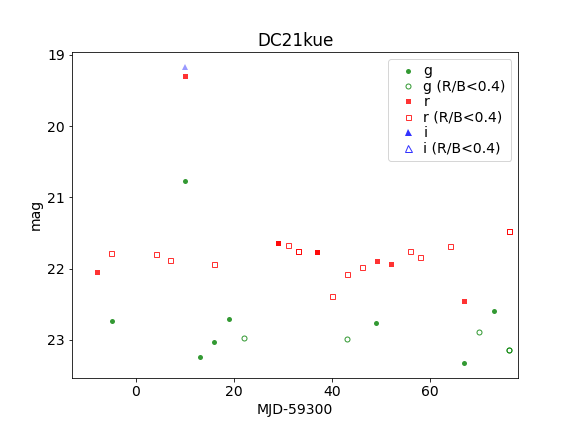 DC21kue
g
g (R/B<0.4)
r
r (R/B<0.4)
i
i (R/B<0.4)
mag
19
20
21
22
23
0
20
40
60
MJD-59300